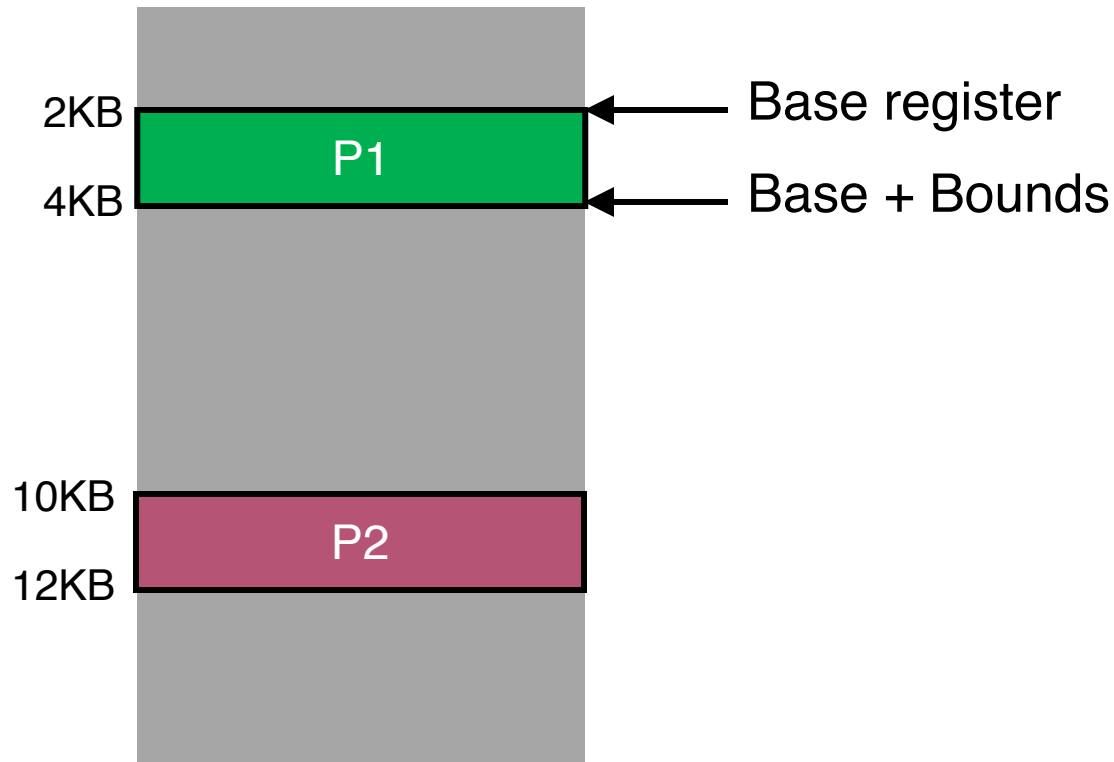 2KB
P1
4KB
Base register
Base + Bounds
10KB
P2
12KB